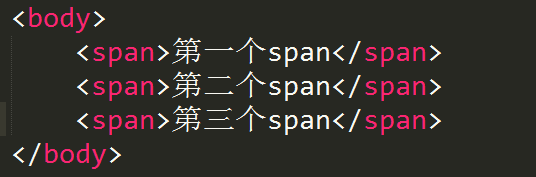 <body>
<span>第一个span</span>
<span>第二个span</span>
<span>第三个span</span>
</body>